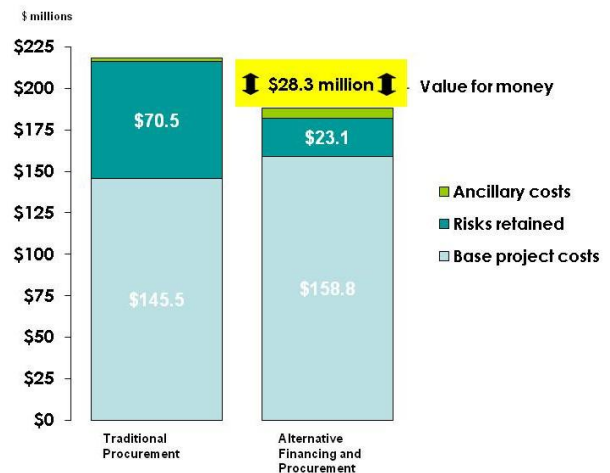 $ millions
$225
$200
$175
$150
$125
$100
$75
$50
$25
$0
$70.5
$145.5
$28.3 million
Value for money
$23.1
$158.8
Ancillary costs
Risks retained
Base project costs
Traditional
Procurement
Alternative
Financing and
Procurement